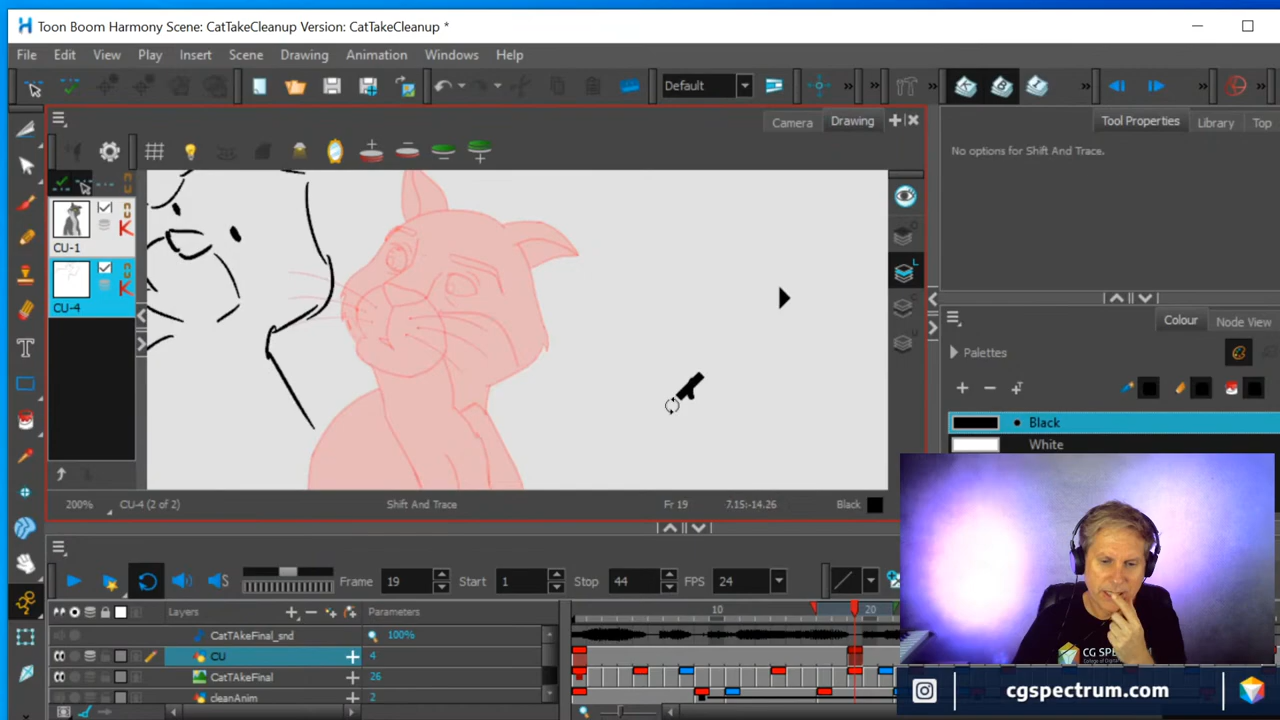 Toon Boom Harmony Scene: CatTakeCleanup Version: CatTakeCleanup *
File Edit View Play Insert Scene Drawing Animation Windows Help
Default
Camera Drawing
Tool Properties Library Top
No options for Shift And Trace.
CU-1
CU-4
Colour Node View
Palettes
Black
White
200% CU-4 (2 of 2) Shift And Trace Fr 19 7.15:-14.26 Black
Frame 19 Start 1 Stop 44 FPS 24
Layers Parameters 10 20
CatTAkeFinal_snd 100%
CU 4
CatTAkeFinal 26
cleanAnim 2
CG SPECTRUM
cgspectrum.com